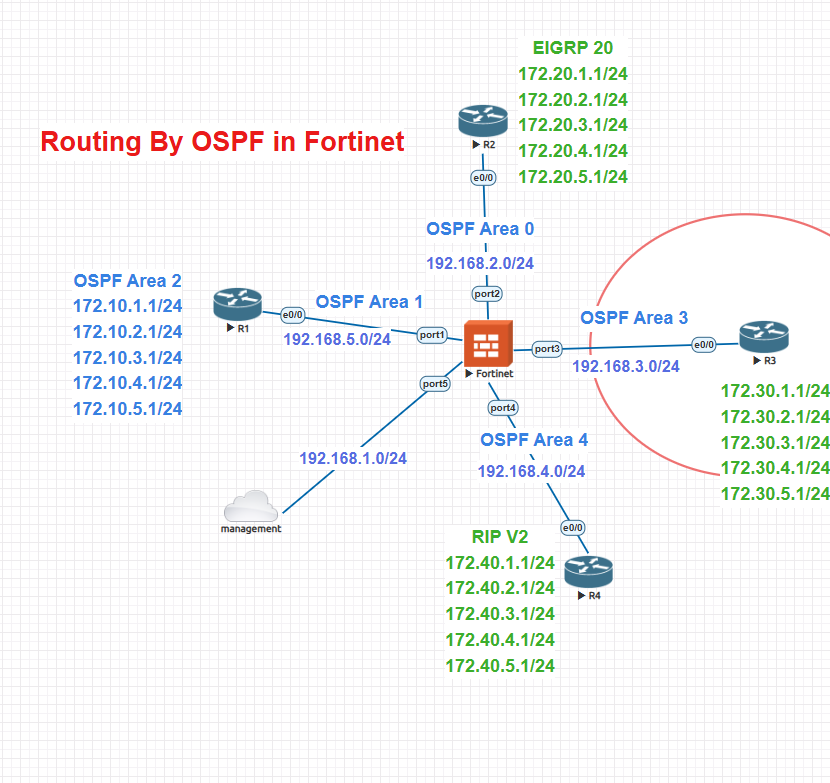 EIGRP 20
172.20.1.1/24
172.20.2.1/24
172.20.3.1/24
172.20.4.1/24
172.20.5.1/24
Routing By OSPF in Fortinet
R2
e0/0
OSPF Area 0
192.168.2.0/24
port2
OSPF Area 2
172.10.1.1/24
172.10.2.1/24
172.10.3.1/24
172.10.4.1/24
172.10.5.1/24
R1
e0/0
OSPF Area 1
192.168.5.0/24
port1
Fortinet
port3
OSPF Area 3
192.168.3.0/24
e0/0
R3
172.30.1.1/24
172.30.2.1/24
172.30.3.1/24
172.30.4.1/24
172.30.5.1/24
port5
192.168.1.0/24
management
port4
OSPF Area 4
192.168.4.0/24
e0/0
R4
RIP V2
172.40.1.1/24
172.40.2.1/24
172.40.3.1/24
172.40.4.1/24
172.40.5.1/24